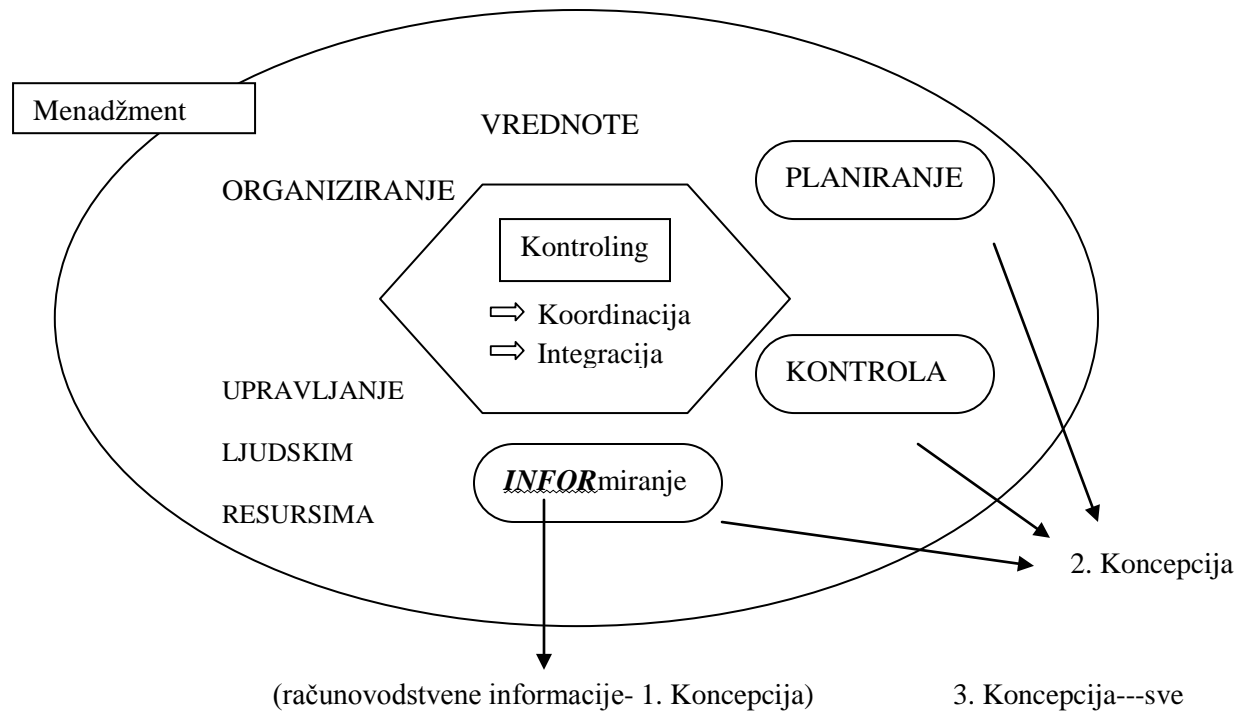 Menadžment
VREDNOTE
PLANIRANJE
ORGANIZIRANJE
Kontroling
⇨ Koordinacija
⇨ Integracija
KONTROLA
UPRAVLJANJE
LJUDSKIM
RESURSIMA
INFORmiranje
2. Koncepcija
(računovodstvene informacije- 1. Koncepcija)
3. Koncepcija---sve